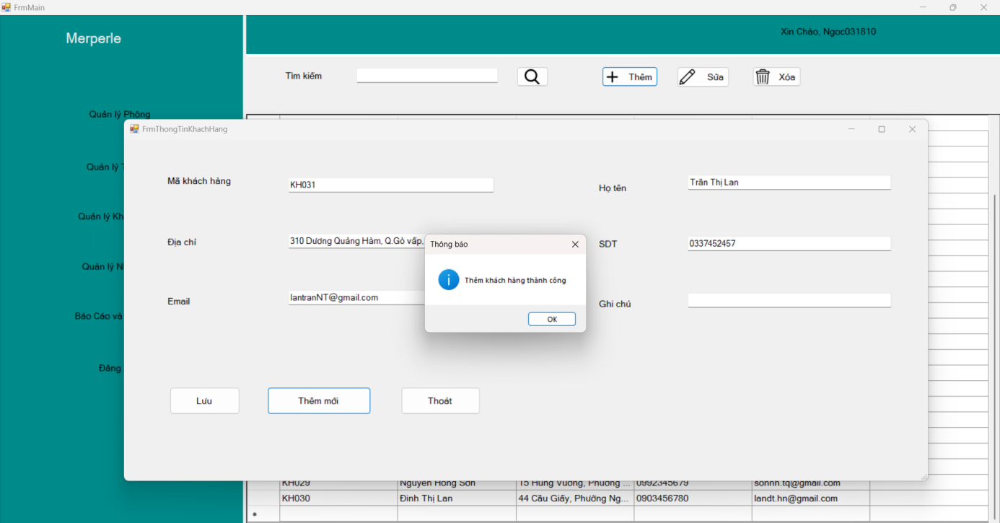 FrmMain
Merperle
Xin Chào, Ngoc031810
Tìm kiếm
Thêm
Sửa
Xóa
Quản lý Phòng
Quản lý
Quản lý Kh
Quản lý N
Báo Cáo và
Đăng
FrmThongTinKhachHang
Mã khách hàng
KH031
Họ tên
Trần Thị Lan
Địa chỉ
310 Dương Quảng Hàm, Q.Gò vấp,
SDT
0337452457
Email
lantranNT@gmail.com
Ghi chú
Thông báo
Thêm khách hàng thành công
OK
Lưu
Thêm mới
Thoát
KH029 Nguyễn Hồng Sơn 15 Hùng Vương, Phường ... 0992345679 sonnh.tq@gmail.com
KH030 Đinh Thị Lan 44 Cầu Giấy, Phường Ng... 0903456780 landt.hn@gmail.com